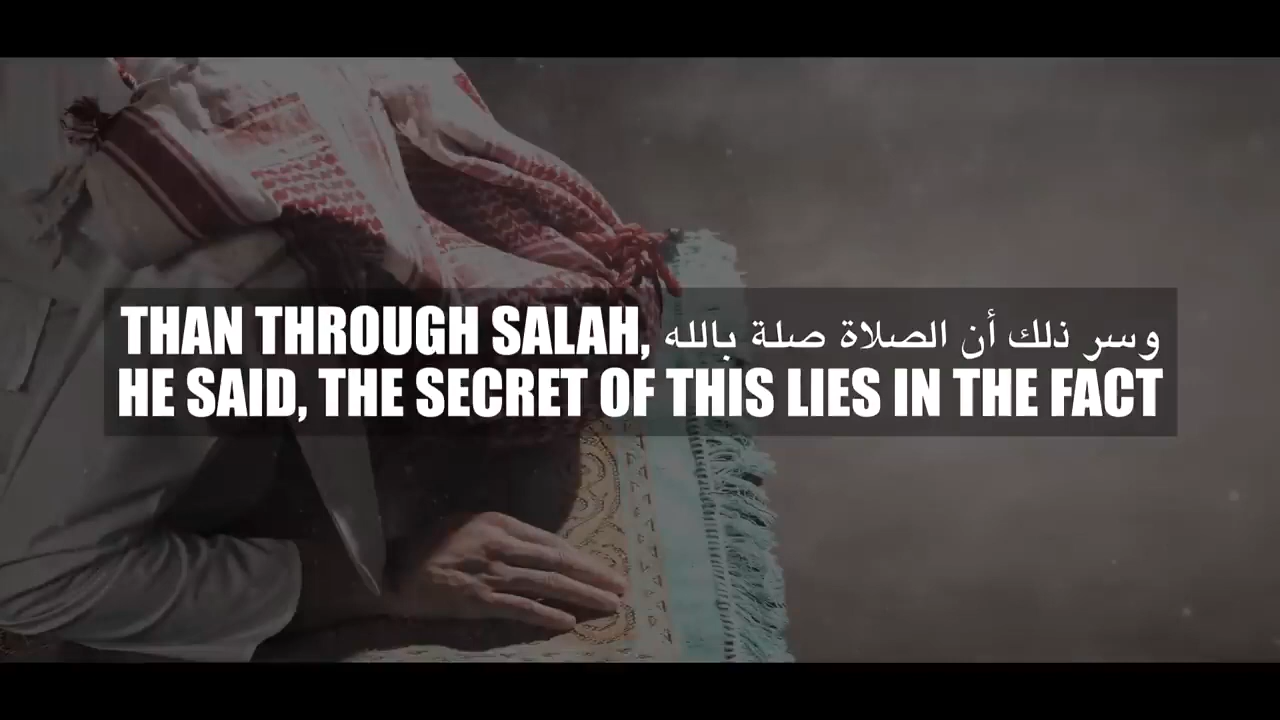 THAN THROUGH SALAH, وسر ذلك أن الصلاة صلة بالله
HE SAID, THE SECRET OF THIS LIES IN THE FACT